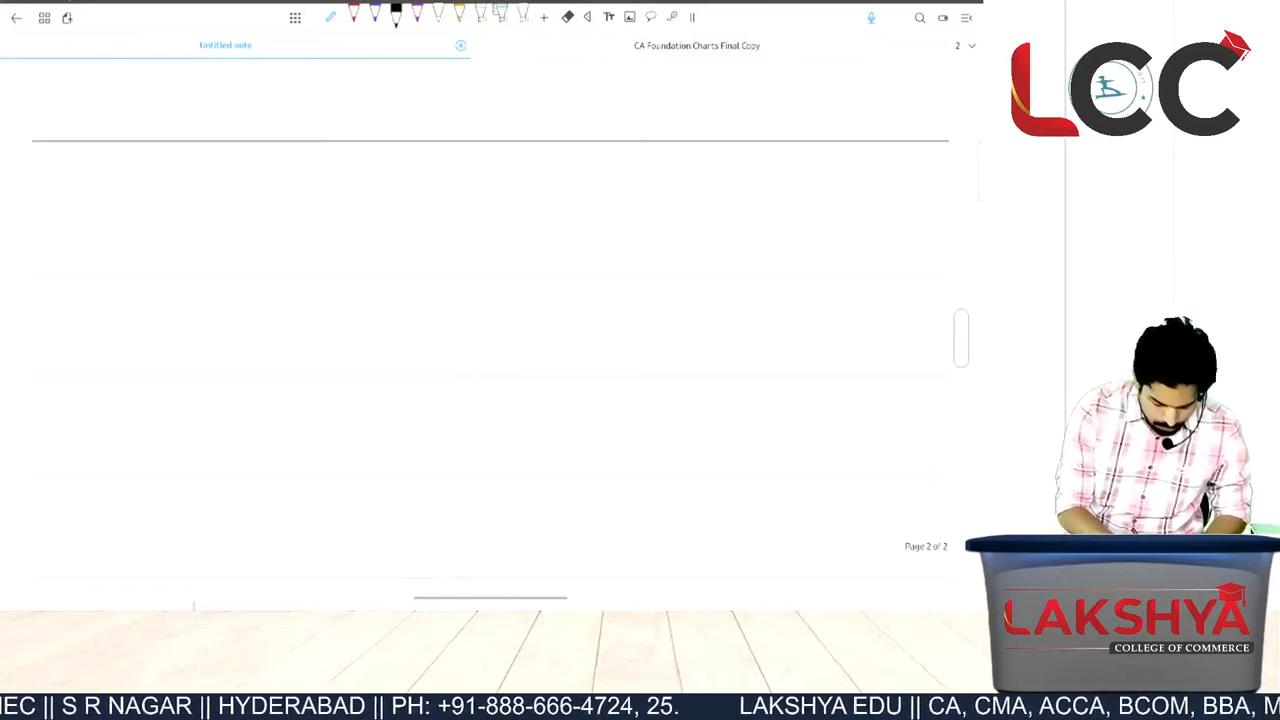 Untitled note
CA Foundation Charts Final Copy
2
LCC
Page 2 of 2
LAKSHYA
COLLEGE OF COMMERCE
MEC || S R NAGAR || HYDERABAD || PH: +91-888-666-4724, 25. LAKSHYA EDU || CA, CMA, ACCA, BCOM, BBA, M